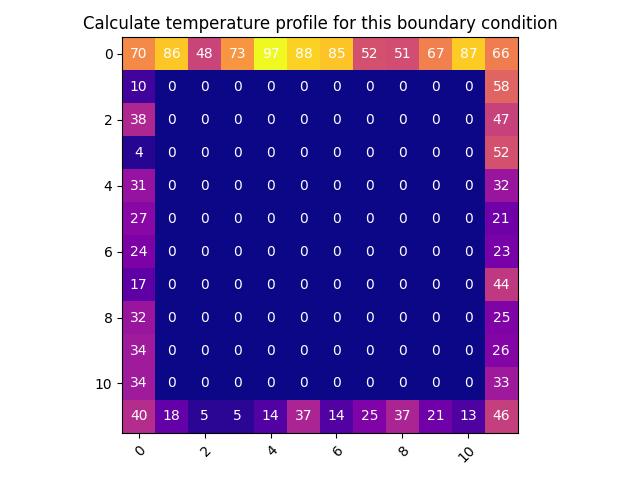 Calculate temperature profile for this boundary condition
0 70 86 48 73 97 88 85 52 51 67 87 66
10 0 0 0 0 0 0 0 0 0 0 58
2 38 0 0 0 0 0 0 0 0 0 0 47
4 0 0 0 0 0 0 0 0 0 0 52
4 31 0 0 0 0 0 0 0 0 0 0 32
27 0 0 0 0 0 0 0 0 0 0 21
6 24 0 0 0 0 0 0 0 0 0 0 23
17 0 0 0 0 0 0 0 0 0 0 44
8 32 0 0 0 0 0 0 0 0 0 0 25
34 0 0 0 0 0 0 0 0 0 0 26
10 34 0 0 0 0 0 0 0 0 0 0 33
40 18 5 5 14 37 14 25 37 21 13 46
0 2 4 6 8 10